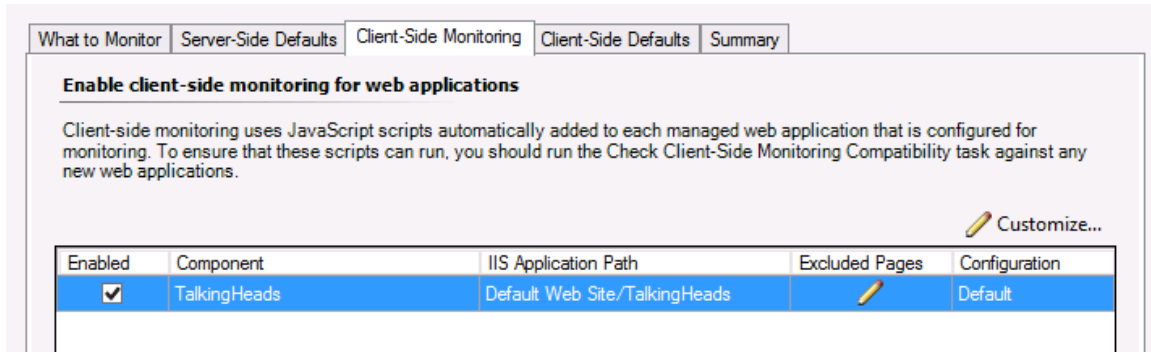 What to Monitor Server-Side Defaults Client-Side Monitoring Client-Side Defaults Summary
Enable client-side monitoring for web applications
Client-side monitoring uses JavaScript scripts automatically added to each managed web application that is configured for
monitoring. To ensure that these scripts can run, you should run the Check Client-Side Monitoring Compatibility task against any
new web applications.
Customize...
Enabled Component IIS Application Path Excluded Pages Configuration
TalkingHeads Default Web Site/TalkingHeads Default